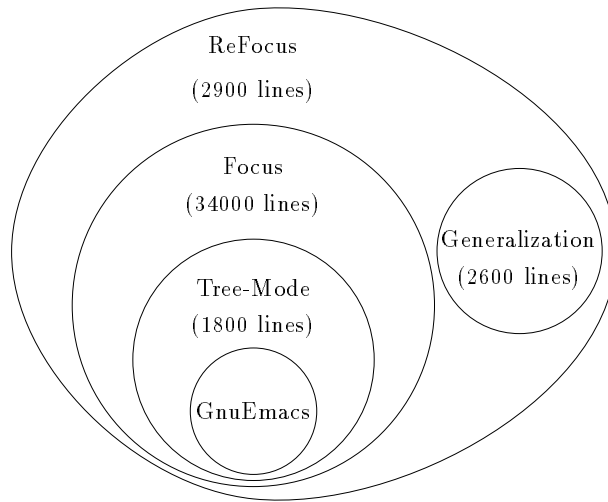 ReFocus
(2900 lines)
Focus
(34000 lines)
Generalization
(2600 lines)
Tree-Mode
(1800 lines)
GnuEmacs